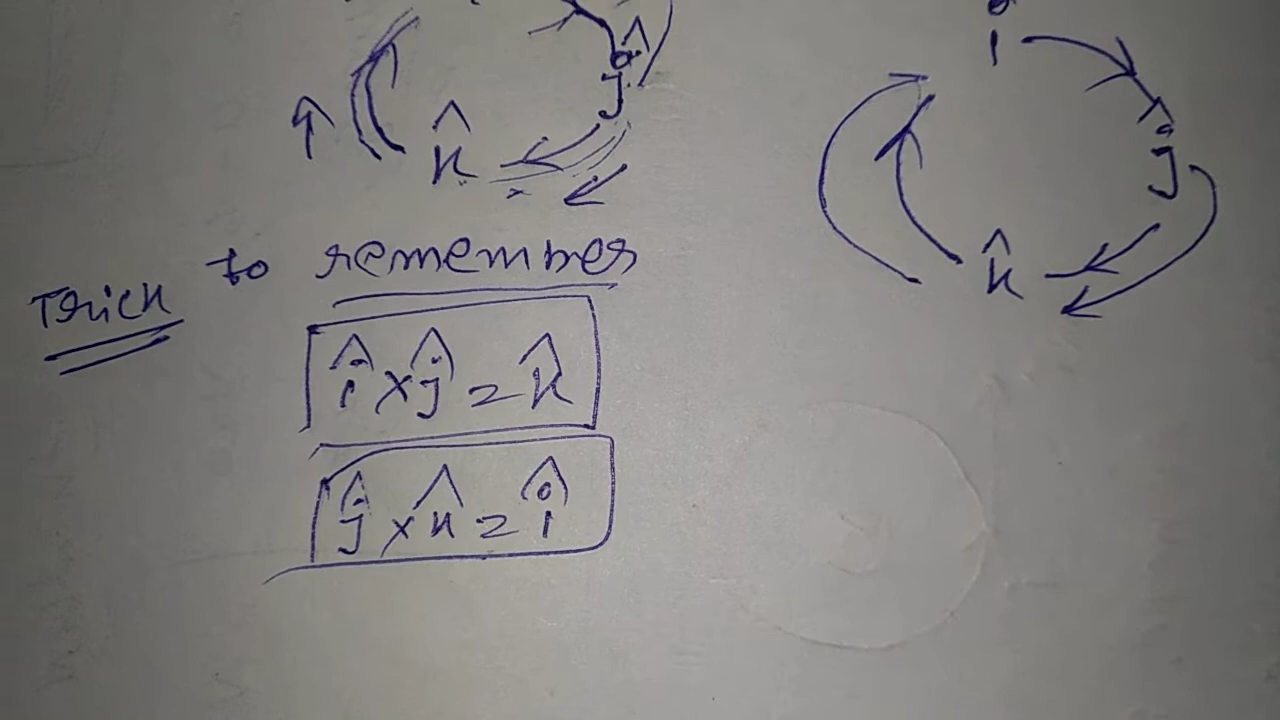 i
ĵ
k̂
ĵ
k̂
Trick to remember
î × ĵ = k̂
ĵ × k̂ = î